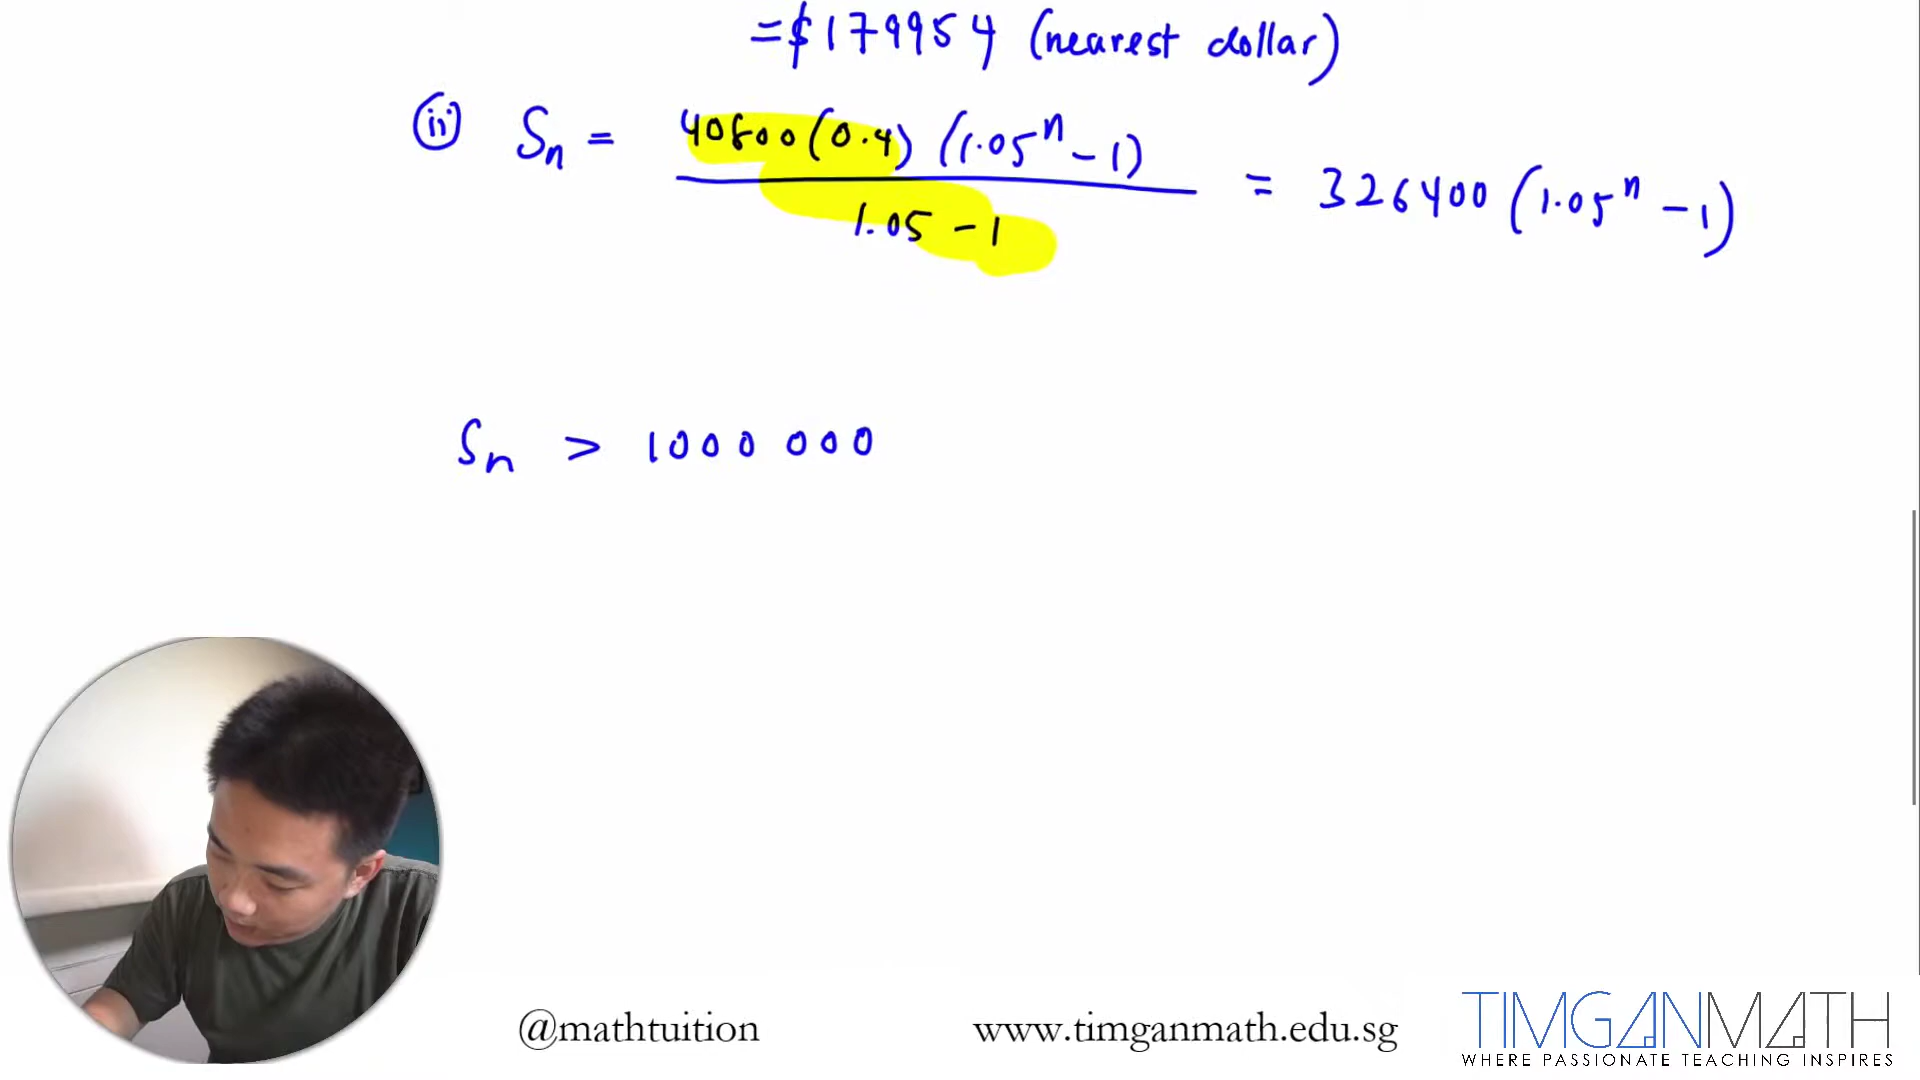 = $179954 (nearest dollar)
(ii) Sn = 40800(0.4)(1.05^n - 1) / 1.05 - 1 = 326400(1.05^n - 1)
Sn > 1000 000
@mathtuition www.timganmath.edu.sg TIMGANMATH
WHERE PASSIONATE TEACHING INSPIRES